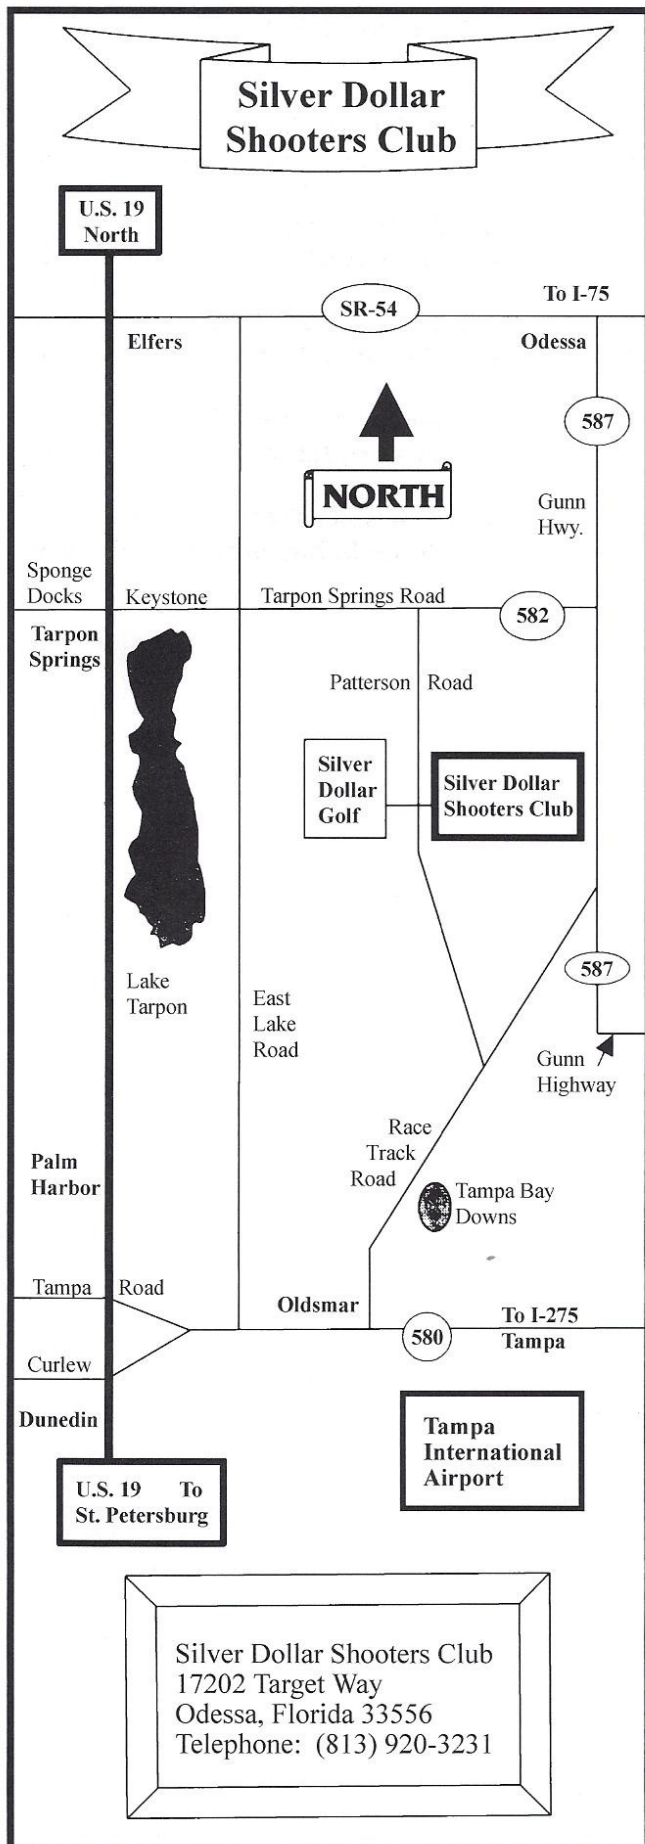 Silver Dollar
Shooters Club
U.S. 19
North
To I-75
SR-54
Elfers
Odessa
587
NORTH
Gunn
Hwy.
Sponge
Docks
Keystone
Tarpon Springs Road
582
Tarpon
Springs
Patterson Road
Silver
Dollar
Golf
Silver Dollar
Shooters Club
587
Lake
Tarpon
East
Lake
Road
Gunn
Highway
Race
Track
Road
Palm
Harbor
Tampa Bay
Downs
Tampa Road
Oldsmar
To I-275
580
Tampa
Curlew
Dunedin
Tampa
International
Airport
U.S. 19 To
St. Petersburg
Silver Dollar Shooters Club
17202 Target Way
Odessa, Florida 33556
Telephone: (813) 920-3231